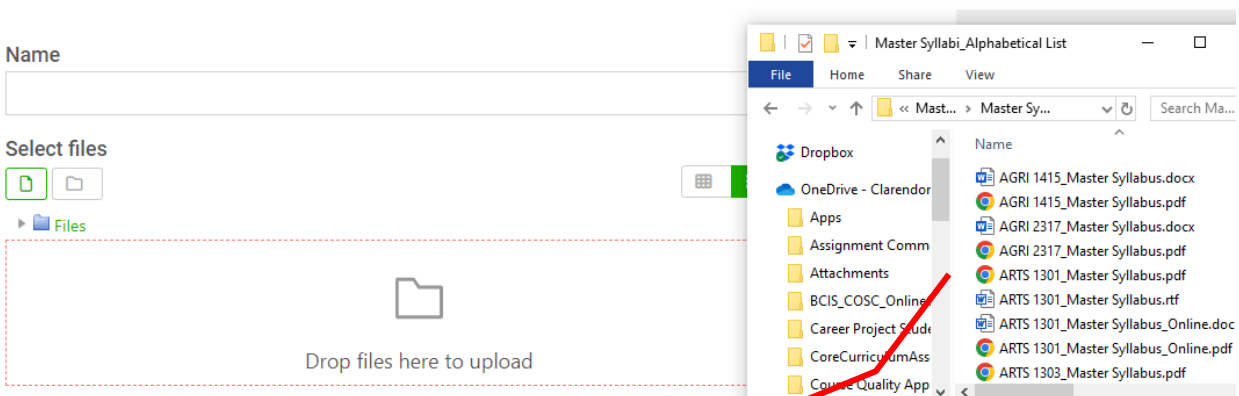 Name
Select files
Files
Drop files here to upload
Master Syllabi_Alphabetical List
File Home Share View
« Mast... › Master Sy... Search Ma...
Dropbox
OneDrive - Clarendor
Apps
Assignment Comm
Attachments
BCIS_COSC_Online
Career Project Stude
CoreCurriculumAss
Course Quality App
Name
AGRI 1415_Master Syllabus.docx
AGRI 1415_Master Syllabus.pdf
AGRI 2317_Master Syllabus.docx
AGRI 2317_Master Syllabus.pdf
ARTS 1301_Master Syllabus.pdf
ARTS 1301_Master Syllabus.rtf
ARTS 1301_Master Syllabus_Online.doc
ARTS 1301_Master Syllabus_Online.pdf
ARTS 1303_Master Syllabus.pdf